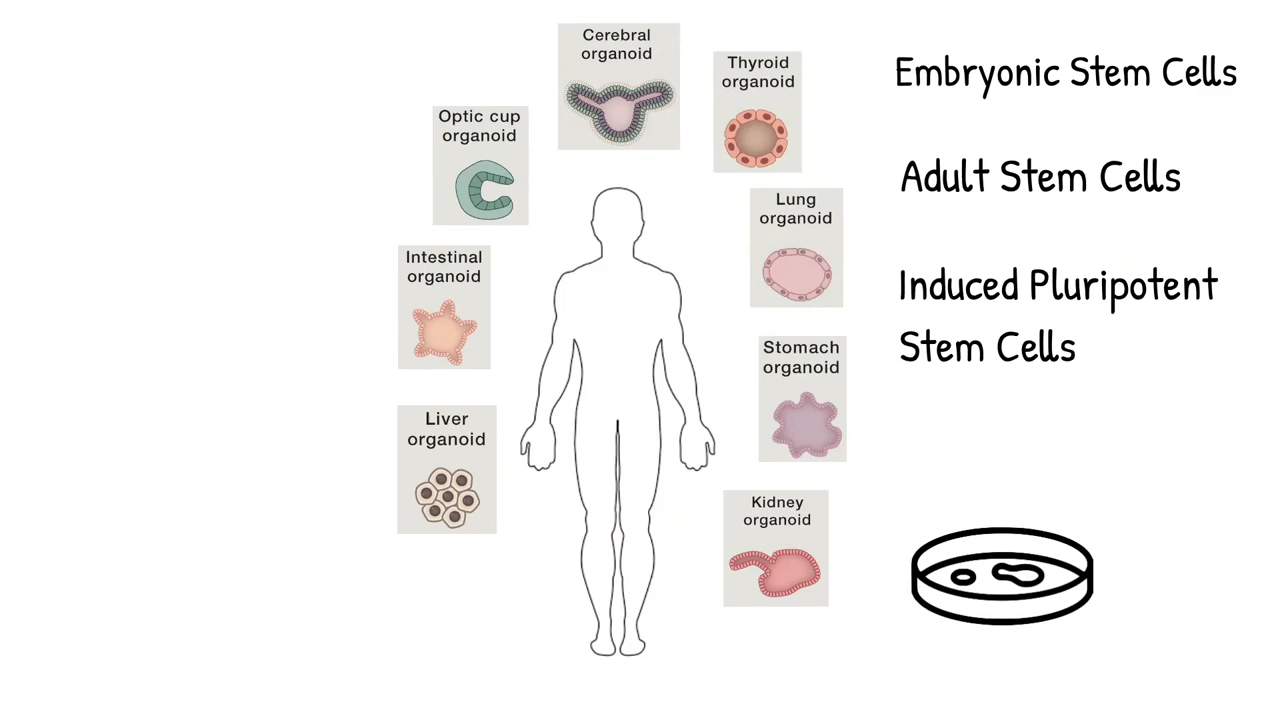 Cerebral
organoid
Thyroid
organoid
Optic cup
organoid
Lung
organoid
Intestinal
organoid
Stomach
organoid
Liver
organoid
Kidney
organoid
Embryonic Stem Cells
Adult Stem Cells
Induced Pluripotent
Stem Cells